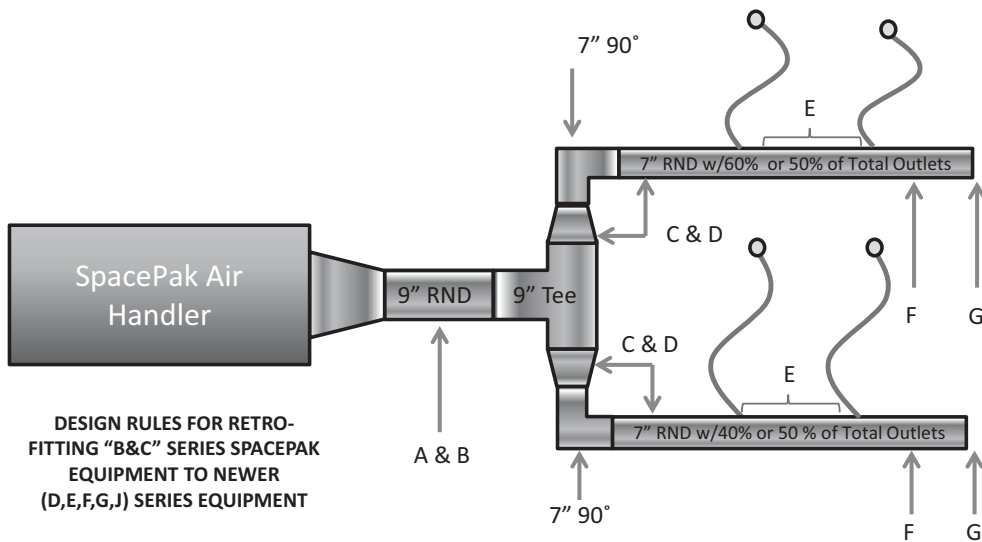 7” 90˚
E
7” RND w/60% or 50% of Total Outlets
C & D
SpacePak Air
Handler
9” RND
9” Tee
F
G
C & D
E
7” RND w/40% or 50 % of Total Outlets
A & B
DESIGN RULES FOR RETRO-
FITTING “B&C” SERIES SPACEPAK
EQUIPMENT TO NEWER
(D,E,F,G,J) SERIES EQUIPMENT
7” 90˚
F
G